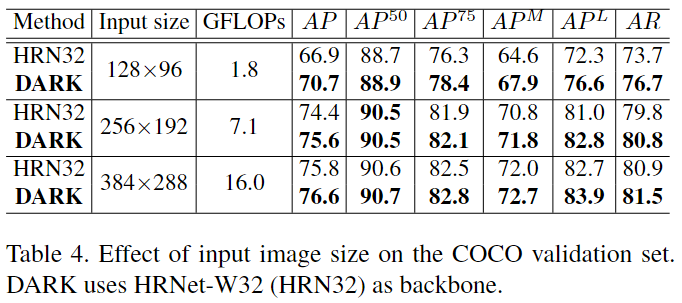 Method Input size GFLOPs AP AP^50 AP^75 AP^M AP^L AR
HRN32 128×96 1.8 66.9 88.7 76.3 64.6 72.3 73.7
DARK 70.7 88.9 78.4 67.9 76.6 76.7
HRN32 256×192 7.1 74.4 90.5 81.9 70.8 81.0 79.8
DARK 75.6 90.5 82.1 71.8 82.8 80.8
HRN32 384×288 16.0 75.8 90.6 82.5 72.0 82.7 80.9
DARK 76.6 90.7 82.8 72.7 83.9 81.5
Table 4. Effect of input image size on the COCO validation set.
DARK uses HRNet-W32 (HRN32) as backbone.